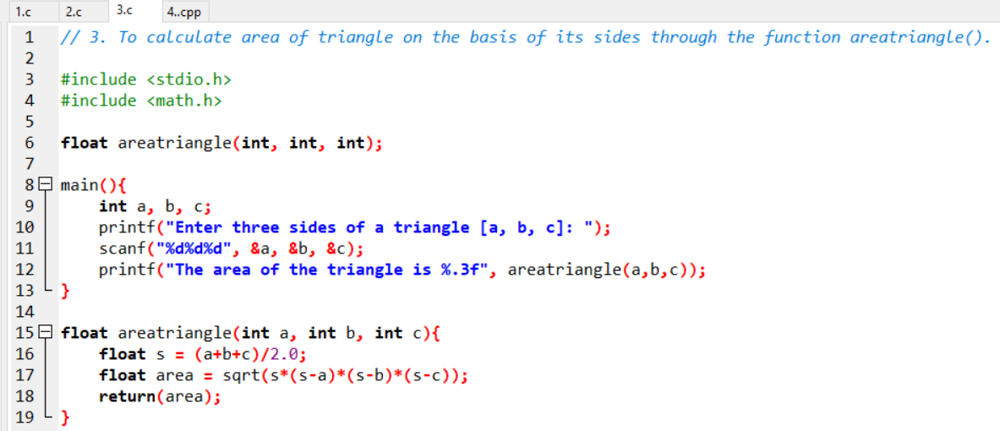 1.c 2.c 3.c 4..cpp
1 // 3. To calculate area of triangle on the basis of its sides through the function areatriangle().
2
3 #include <stdio.h>
4 #include <math.h>
5
6 float areatriangle(int, int, int);
7
8 main(){
9 int a, b, c;
10 printf("Enter three sides of a triangle [a, b, c]: ");
11 scanf("%d%d%d", &a, &b, &c);
12 printf("The area of the triangle is %.3f", areatriangle(a,b,c));
13 }
14
15 float areatriangle(int a, int b, int c){
16 float s = (a+b+c)/2.0;
17 float area = sqrt(s*(s-a)*(s-b)*(s-c));
18 return(area);
19 }